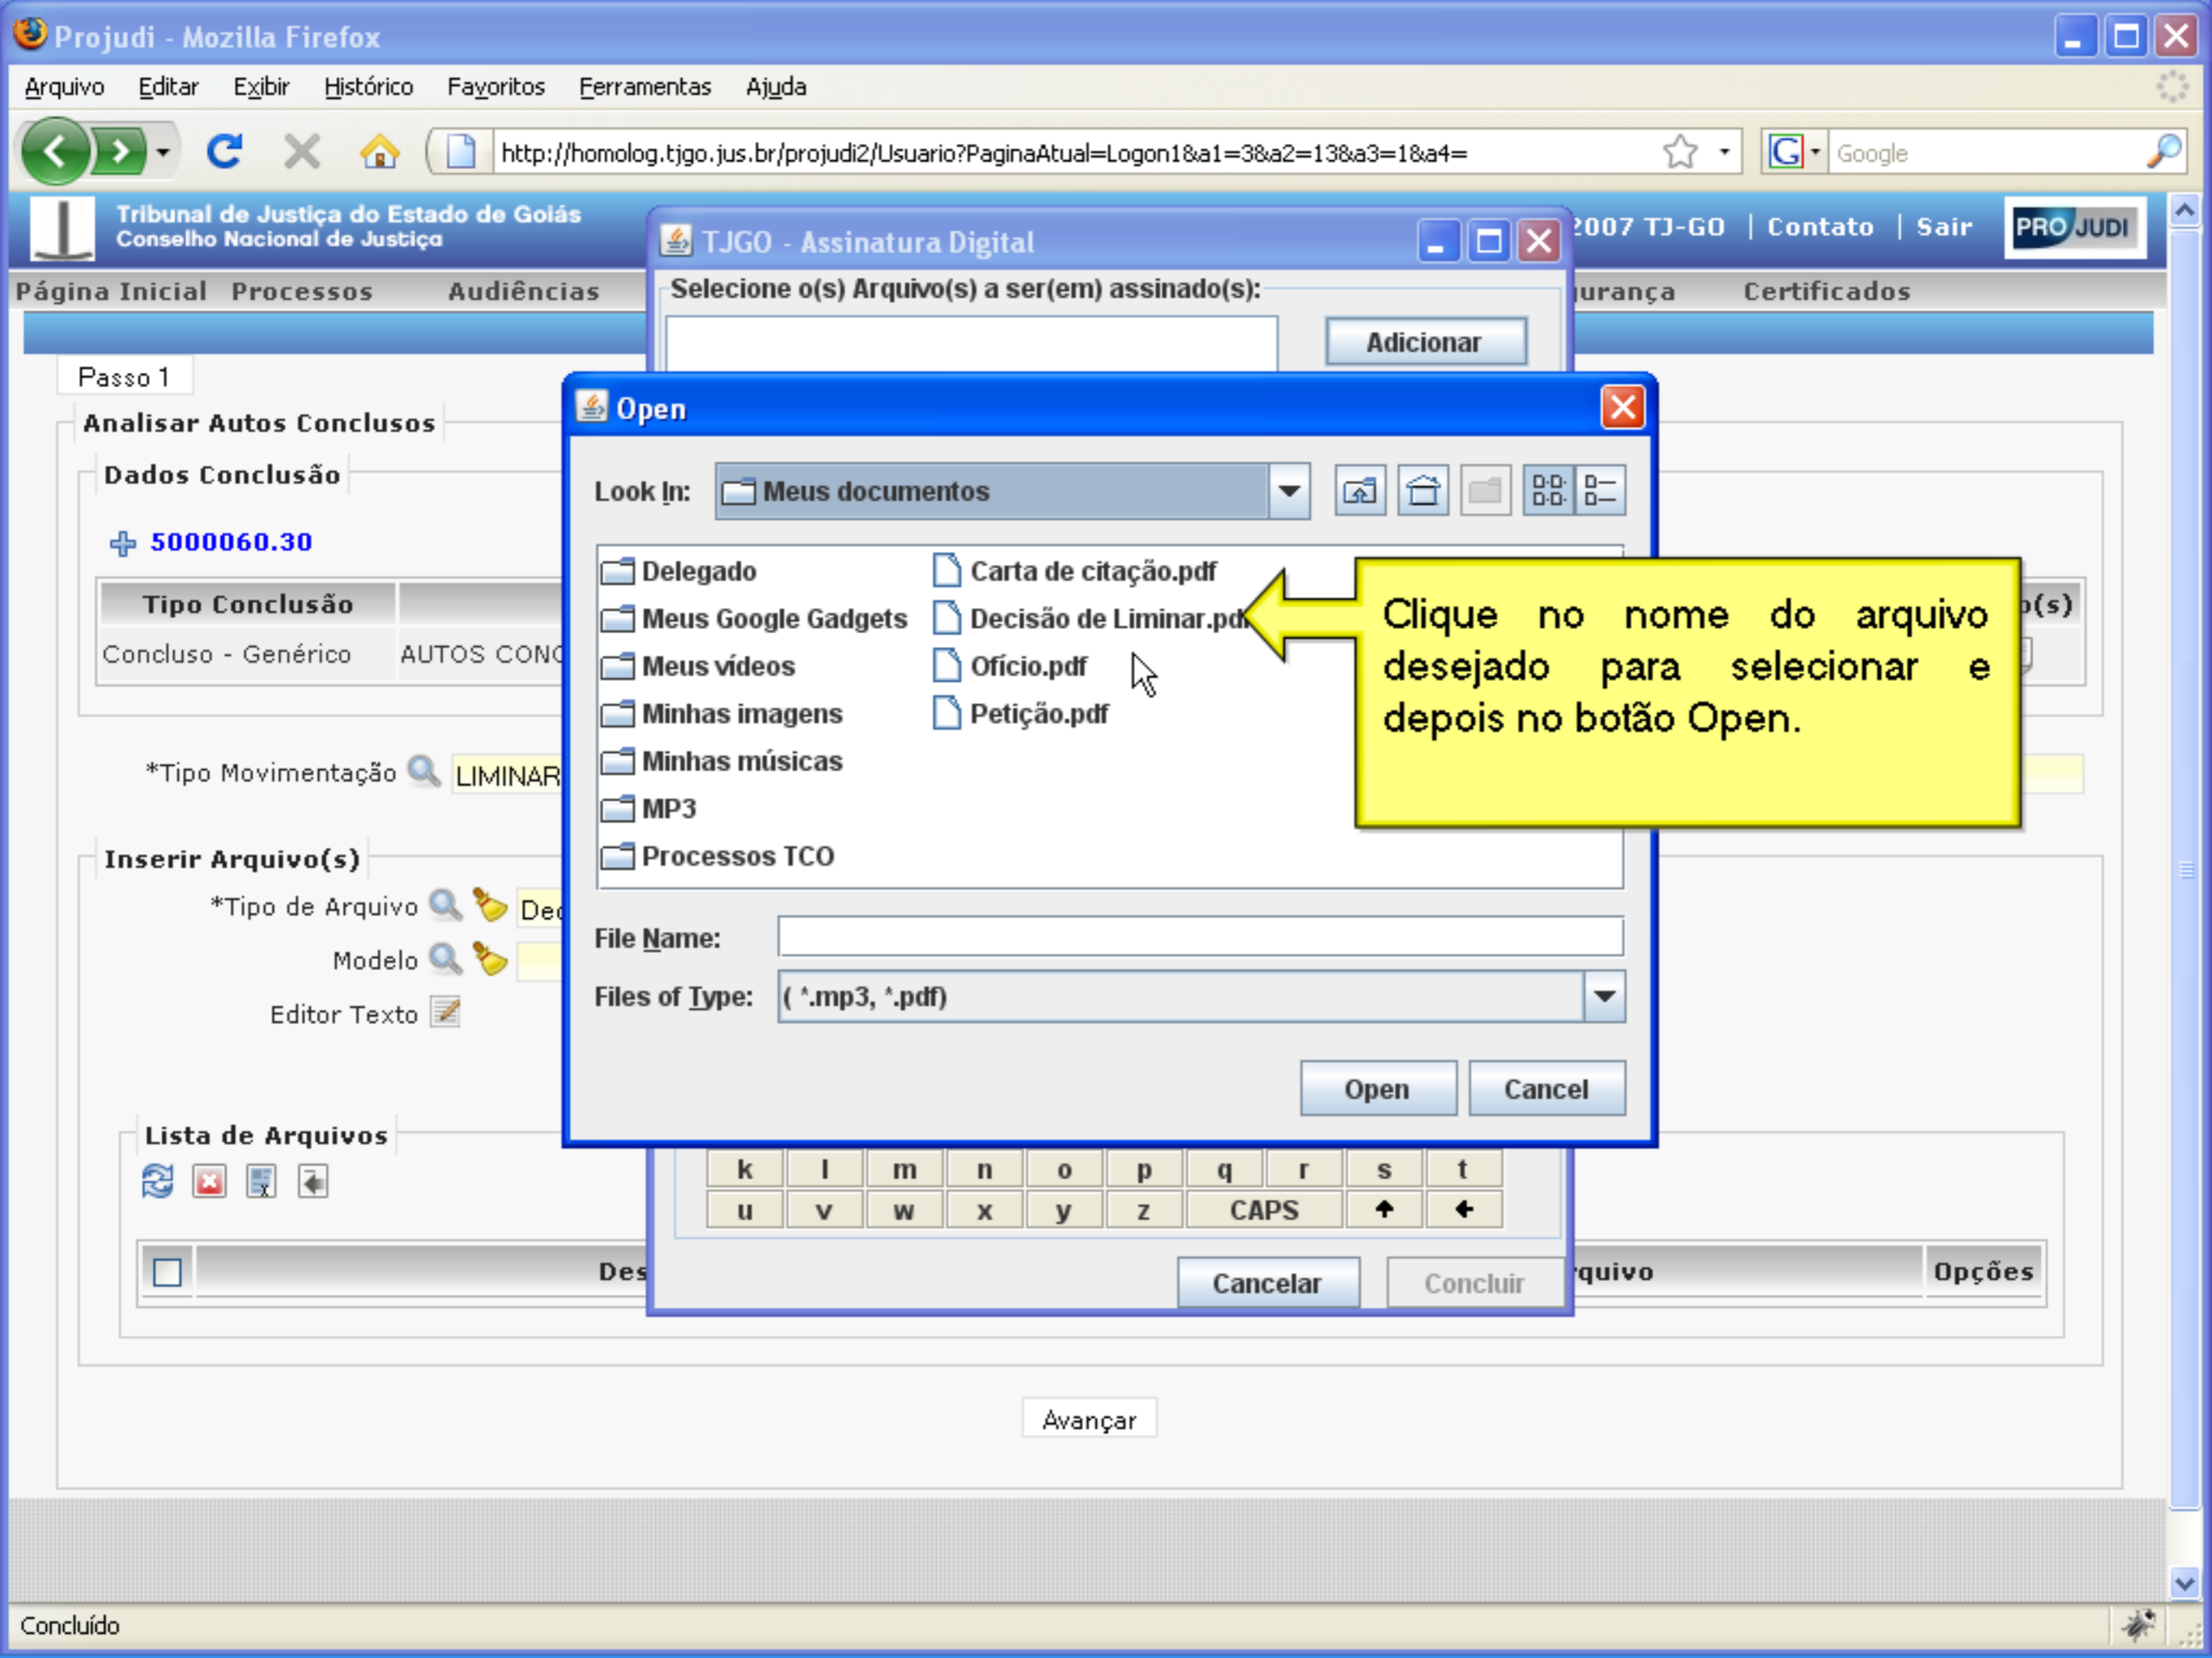 Projudi - Mozilla Firefox
Arquivo Editar Exibir Histórico Favoritos Ferramentas Ajuda
http://homolog.tjgo.jus.br/projudi2/Usuario?PaginaAtual=Logon1&a1=3&a2=13&a3=1&a4=
Google
Tribunal de Justiça do Estado de Goiás
Conselho Nacional de Justiça
2007 TJ-GO | Contato | Sair
PROJUDI
Página Inicial Processos Audiências
Certificados
TJGO - Assinatura Digital
Selecione o(s) Arquivo(s) a ser(em) assinado(s):
Adicionar
Passo 1
Analisar Autos Conclusos
Dados Conclusão
5000060.30
Tipo Conclusão
Concluso - Genérico AUTOS CONC
*Tipo Movimentação LIMINAR
Inserir Arquivo(s)
*Tipo de Arquivo Dec
Modelo
Editor Texto
Lista de Arquivos
Des
quivo
Opções
Open
Look In: Meus documentos
Delegado
Meus Google Gadgets
Meus vídeos
Minhas imagens
Minhas músicas
MP3
Processos TCO
Carta de citação.pdf
Decisão de Liminar.pdf
Ofício.pdf
Petição.pdf
File Name:
Files of Type: ( *.mp3, *.pdf)
Open Cancel
Clique no nome do arquivo
desejado para selecionar e
depois no botão Open.
k l m n o p q r s t
u v w x y z CAPS
Cancelar Concluir
Avançar
Concluído